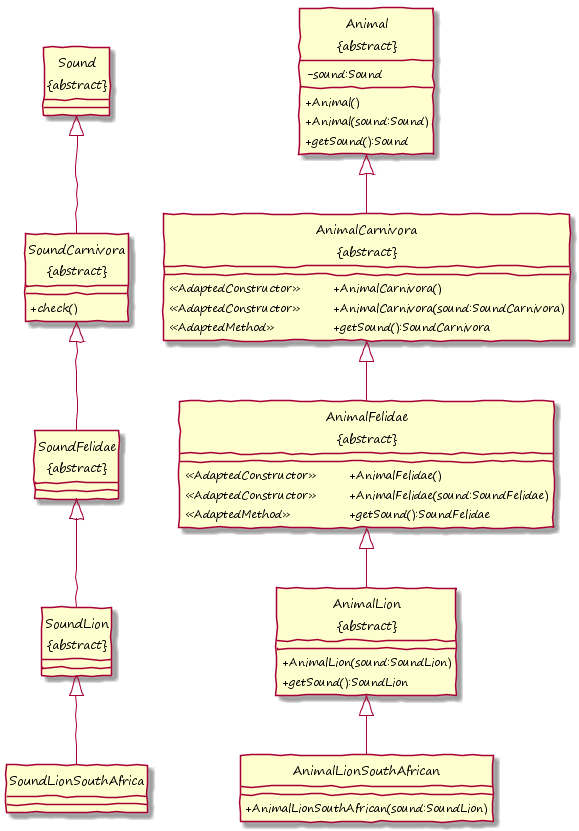 Sound
{abstract}
SoundCarnivora
{abstract}
+check()
SoundFelidae
{abstract}
SoundLion
{abstract}
SoundLionSouthAfrica
Animal
{abstract}
-sound:Sound
+Animal()
+Animal(sound:Sound)
+getSound():Sound
AnimalCarnivora
{abstract}
<<AdaptedConstructor>> +AnimalCarnivora()
<<AdaptedConstructor>> +AnimalCarnivora(sound:SoundCarnivora)
<<AdaptedMethod>> +getSound():SoundCarnivora
AnimalFelidae
{abstract}
<<AdaptedConstructor>> +AnimalFelidae()
<<AdaptedConstructor>> +AnimalFelidae(sound:SoundFelidae)
<<AdaptedMethod>> +getSound():SoundFelidae
AnimalLion
{abstract}
+AnimalLion(sound:SoundLion)
+getSound():SoundLion
AnimalLionSouthAfrican
+AnimalLionSouthAfrican(sound:SoundLion)